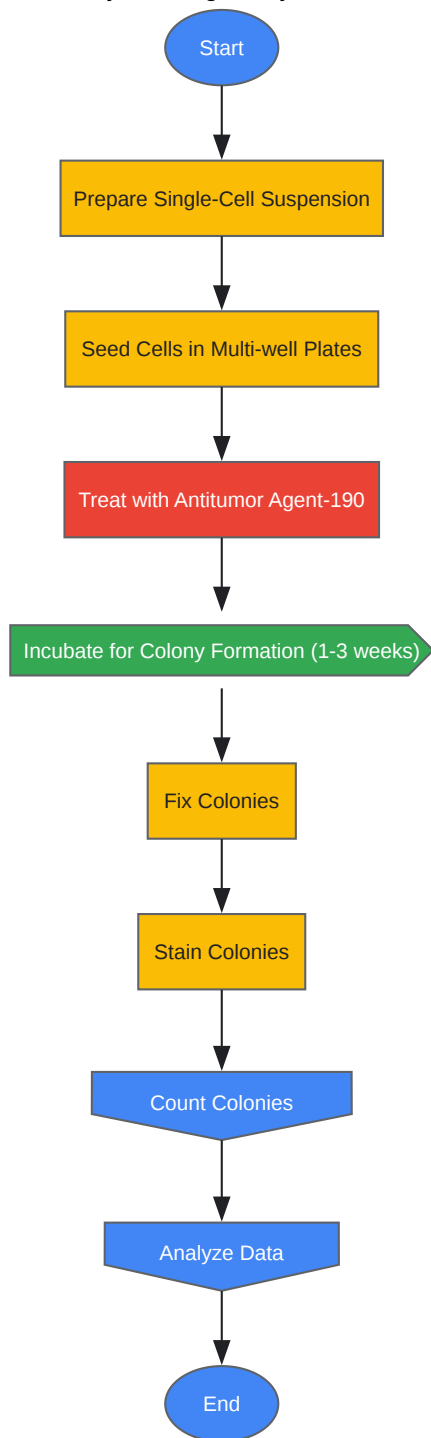 Start
Prepare Single-Cell Suspension
Seed Cells in Multi-well Plates
Treat with Antitumor Agent-190
Incubate for Colony Formation (1-3 weeks)
Fix Colonies
Stain Colonies
Count Colonies
Analyze Data
End